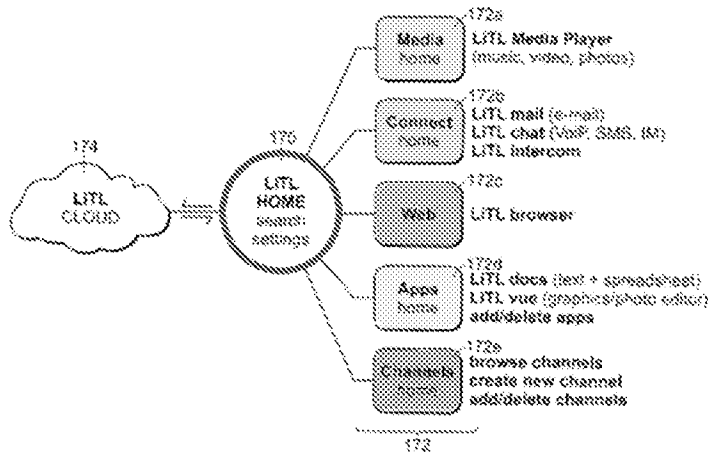 172a
Media
home
LiTL Media Player
(music, video, photos)
172b
Connect
home
LiTL mail (e-mail)
LiTL chat (VoIP, SMS, IM)
LiTL intercom
174
LiTL
CLOUD
170
LiTL
HOME
search
settings
172c
Web
LiTL browser
172d
Apps
home
LiTL docs (text + spreadsheet)
LiTL vue (graphics/photo editor)
add/delete apps
172e
Channels
home
browse channels
create new channel
add/delete channels
172